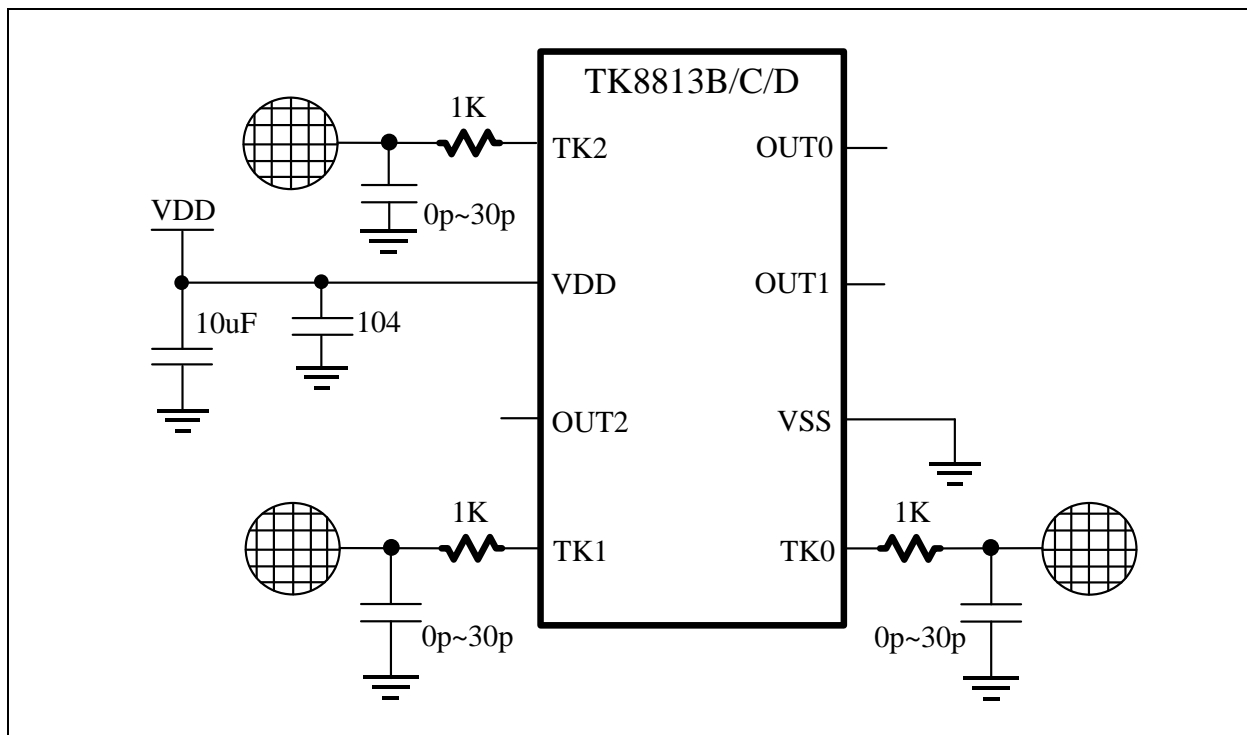 TK8813B/C/D
1K
TK2
OUT0
0p~30p
VDD
VDD
OUT1
10uF
104
OUT2
VSS
1K
1K
TK1
TK0
0p~30p
0p~30p